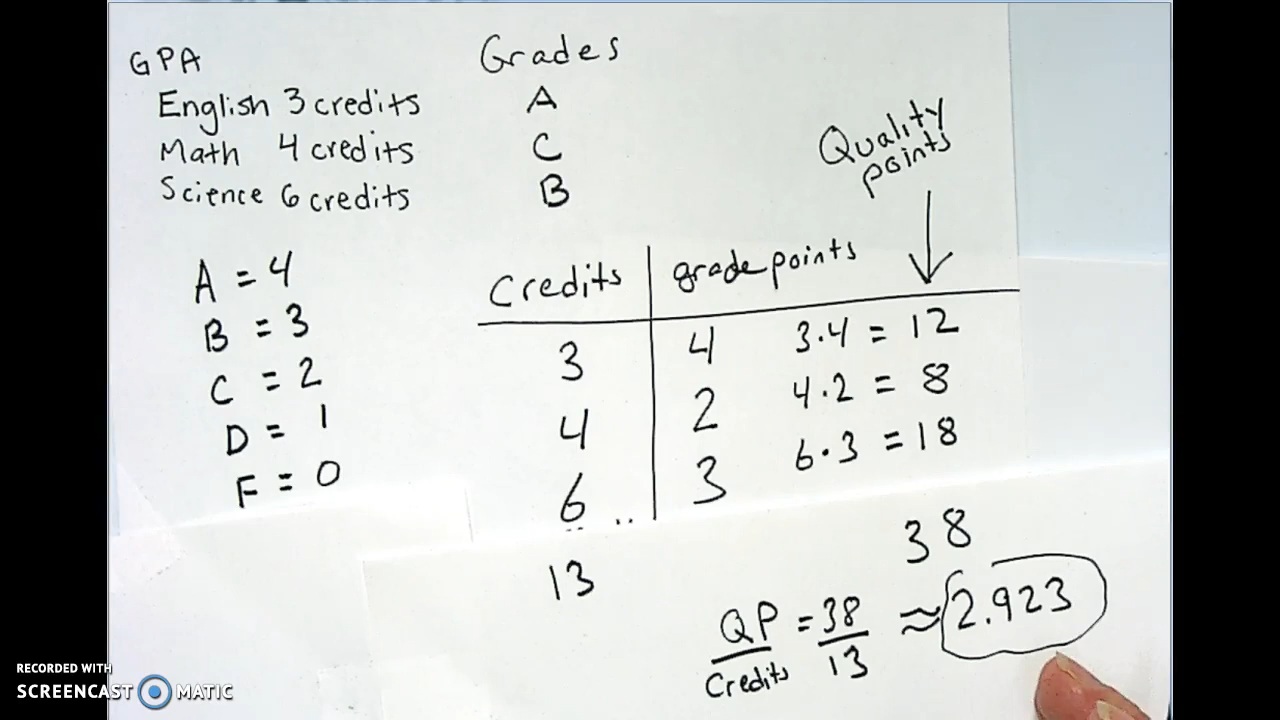 GPA
English 3 credits
Math 4 credits
Science 6 credits
Grades
A
C
B
Quality
points
A = 4
B = 3
C = 2
D = 1
F = 0
Credits grade points
3 4 3·4 = 12
4 2 4·2 = 8
6 3 6·3 = 18
13 38
QP = 38 ≈ 2.923
Credits 13
RECORDED WITH
SCREENCAST MATIC